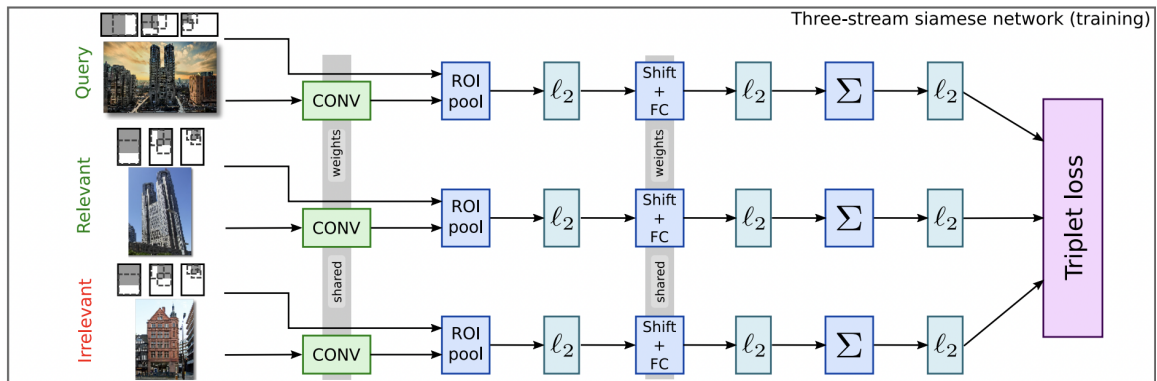 Three-stream siamese network (training)
Query
CONV
ROI
pool
ℓ2
Shift
+
FC
ℓ2
Σ
ℓ2
weights
weights
Relevant
CONV
ROI
pool
ℓ2
Shift
+
FC
ℓ2
Σ
ℓ2
Triplet loss
shared
shared
Irrelevant
CONV
ROI
pool
ℓ2
Shift
+
FC
ℓ2
Σ
ℓ2